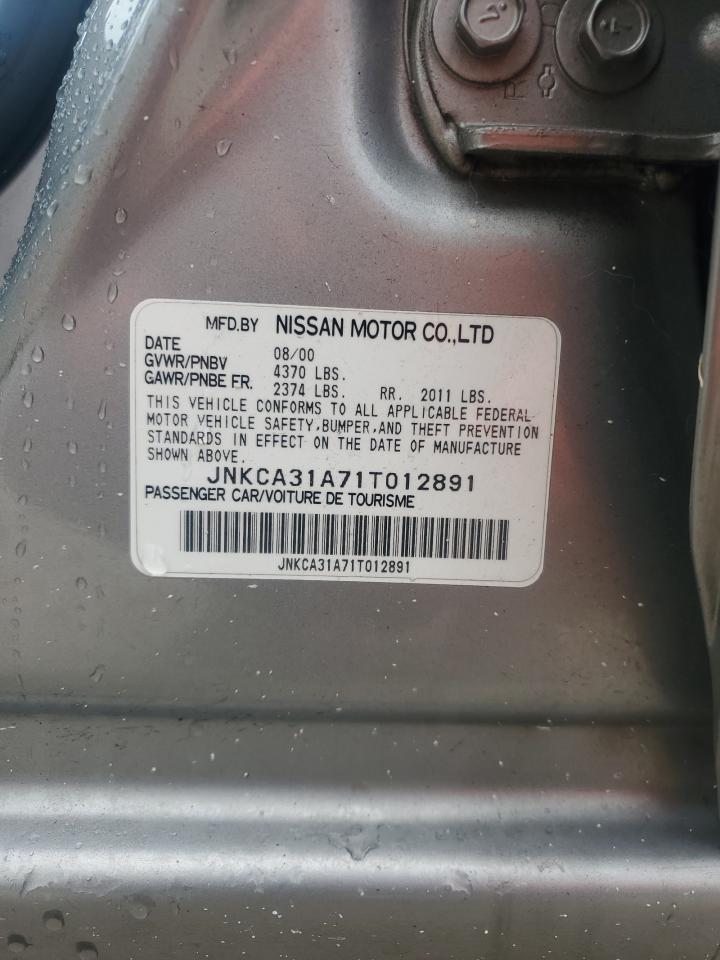 MFD.BY NISSAN MOTOR CO.,LTD
DATE 08/00
GVWR/PNBV 4370 LBS.
GAWR/PNBE FR. 2374 LBS. RR. 2011 LBS.
THIS VEHICLE CONFORMS TO ALL APPLICABLE FEDERAL
MOTOR VEHICLE SAFETY,BUMPER,AND THEFT PREVENTION
STANDARDS IN EFFECT ON THE DATE OF MANUFACTURE
SHOWN ABOVE.
JNKCA31A71T012891
PASSENGER CAR/VOITURE DE TOURISME
JNKCA31A71T012891